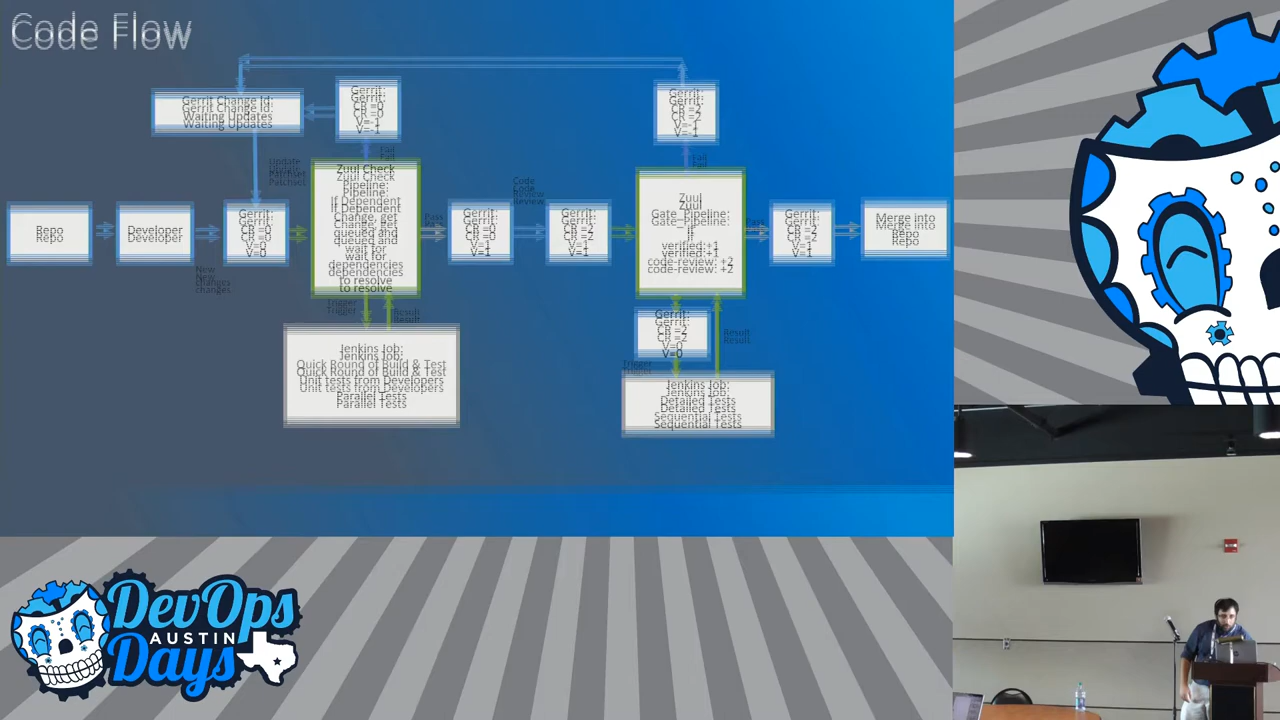 Code Flow
Gerrit Change Id:
Waiting Updates
Gerrit:
CR =0
V=-1
Gerrit:
CR =2
V=-1
Update
Patchset
Fail
Fail
Repo
Developer
New
changes
Gerrit:
CR =0
V=0
Zuul Check
Pipeline:
If Dependent
Change, get
queued and
wait for
dependencies
to resolve
Pass
Gerrit:
CR =0
V=1
Code
Review
Gerrit:
CR =2
V=1
Zuul
Gate_Pipeline:
if
verified:+1
code-review: +2
Pass
Gerrit:
CR =2
V=1
Merge into
Repo
Trigger
Result
Jenkins Job:
Quick Round of Build & Test
Unit tests from Developers
Parallel Tests
Gerrit:
CR =2
V=0
Trigger
Result
Jenkins Job:
Detailed Tests
Sequential Tests
DevOps
AUSTIN
Days